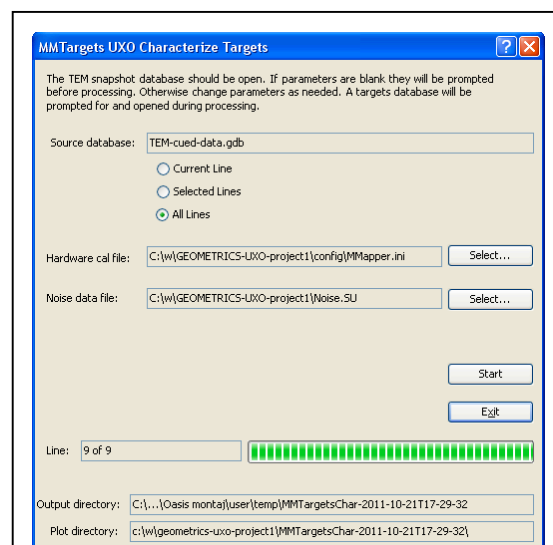 MMTargets UXO Characterize Targets
The TEM snapshot database should be open. If parameters are blank they will be prompted
before processing. Otherwise change parameters as needed. A targets database will be
prompted for and opened during processing.
Source database: TEM-cued-data.gdb
Current Line
Selected Lines
All Lines
Hardware cal file: C:\w\GEOMETRICS-UXO-project1\config\MMapper.ini Select...
Noise data file: C:\w\GEOMETRICS-UXO-project1\Noise.SU Select...
Start
Exit
Line: 9 of 9
Output directory: C:\...\Oasis montaj\user\temp\MMTargetsChar-2011-10-21T17-29-32
Plot directory: c:\w\geometrics-uxo-project1\MMTargetsChar-2011-10-21T17-29-32\